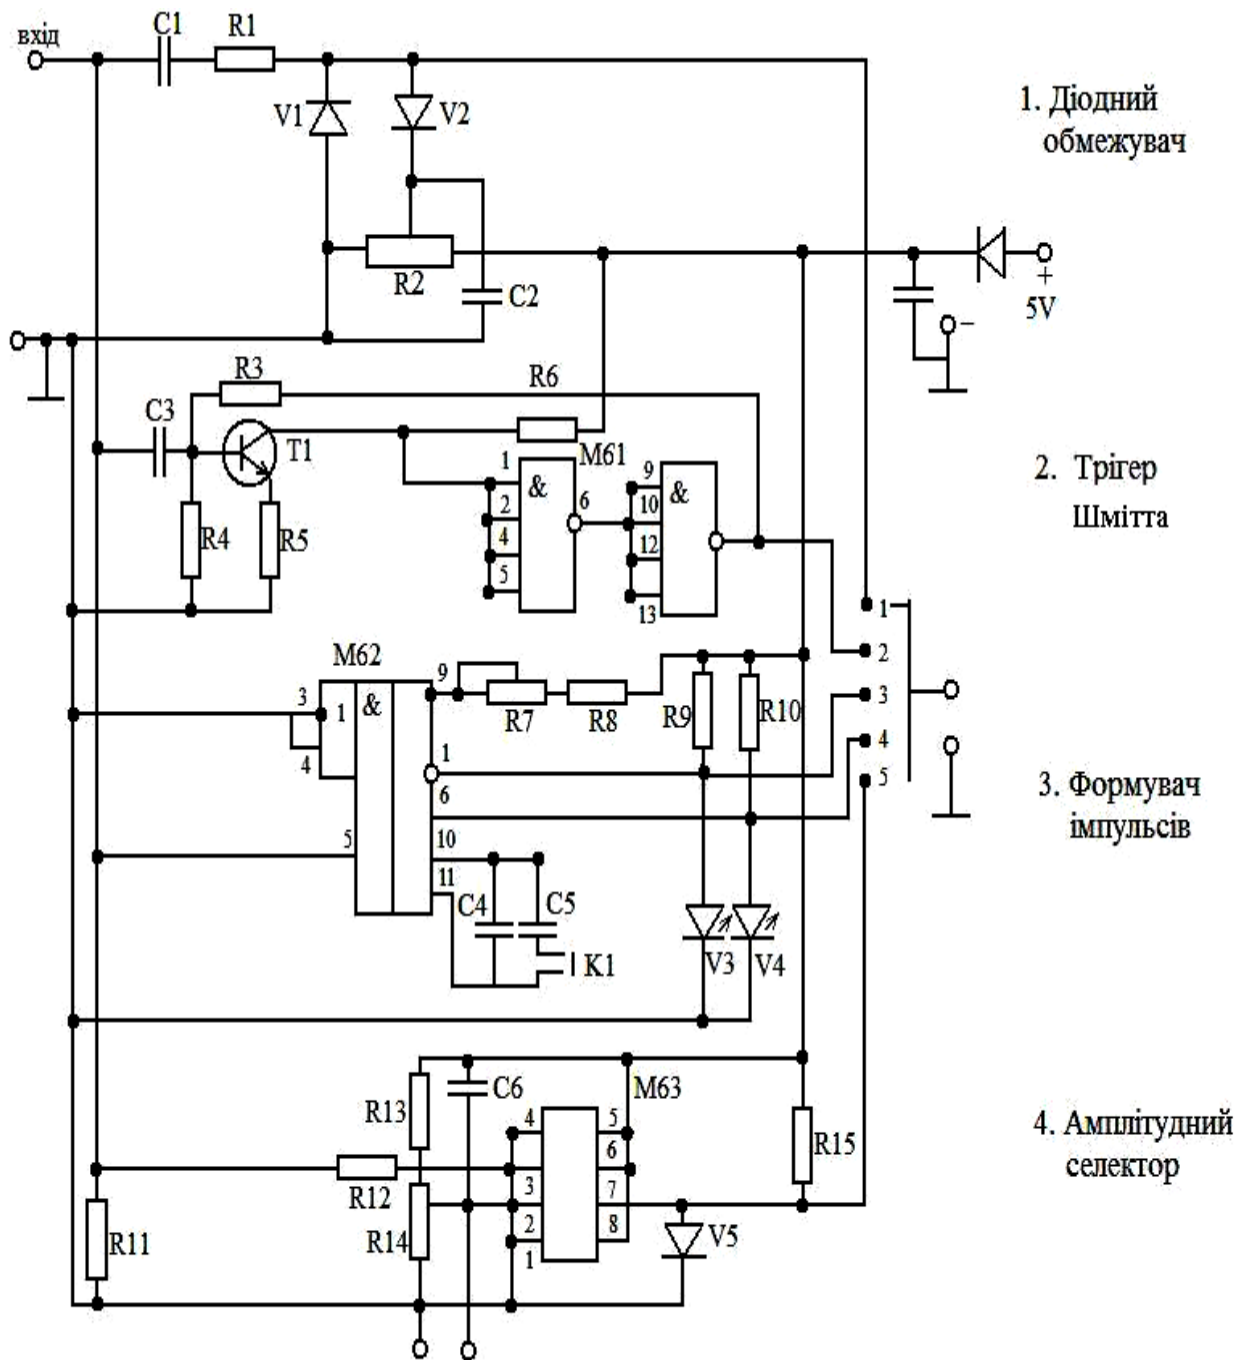 вхід
C1
R1
V1
V2
1. Діодний
обмежувач
R2
C2
+
5V
−
R3
R6
C3
T1
M61
R4
R5
1
2
4
5
&
6
9
10
12
13
&
2. Трігер
Шмітта
1
2
3
4
5
M62
3
4
5
1
&
9
1
6
10
11
R7
R8
R9
R10
C4
C5
K1
V3
V4
3. Формувач
імпульсів
C6
M63
R13
R12
R14
R11
4
3
2
1
5
6
7
8
V5
R15
4. Амплітудний
селектор